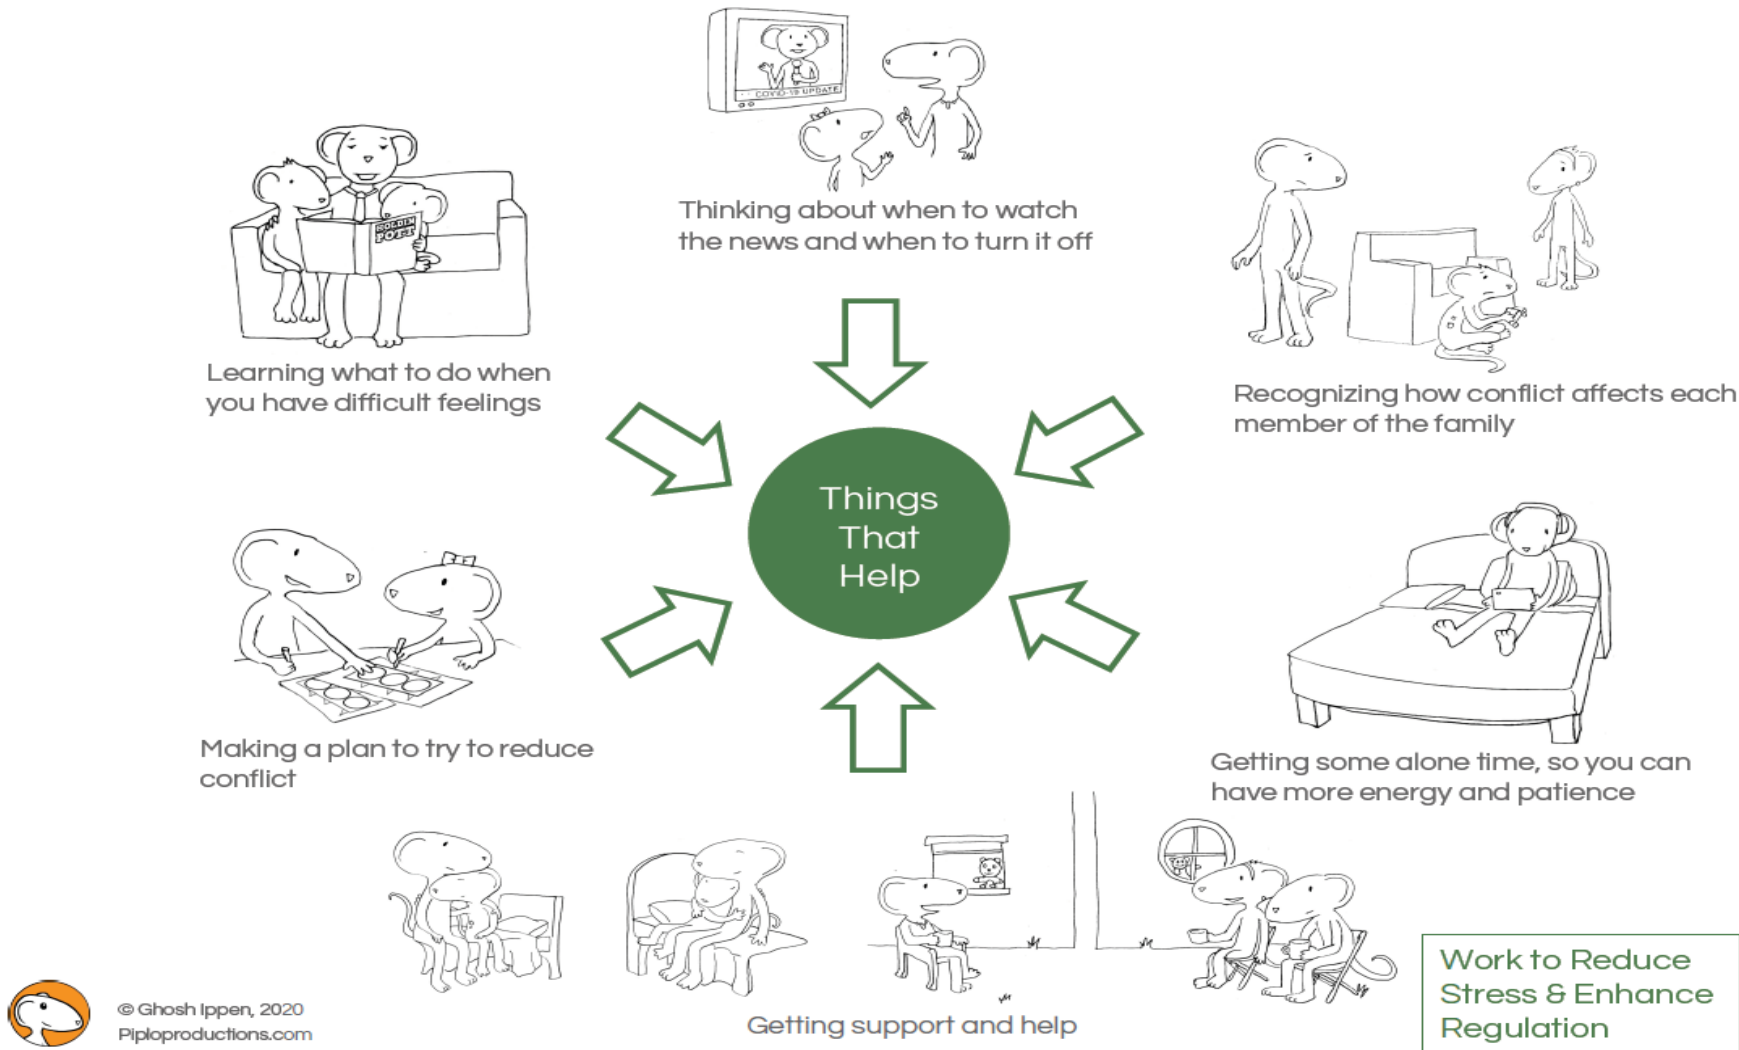 COVID-19 UPDATE
Thinking about when to watch
the news and when to turn it off
HOLDIN
POTT
Learning what to do when
you have difficult feelings
Recognizing how conflict affects each
member of the family
Things
That
Help
Making a plan to try to reduce
conflict
Getting some alone time, so you can
have more energy and patience
Getting support and help
Work to Reduce
Stress & Enhance
Regulation
© Ghosh Ippen, 2020
Piploproductions.com